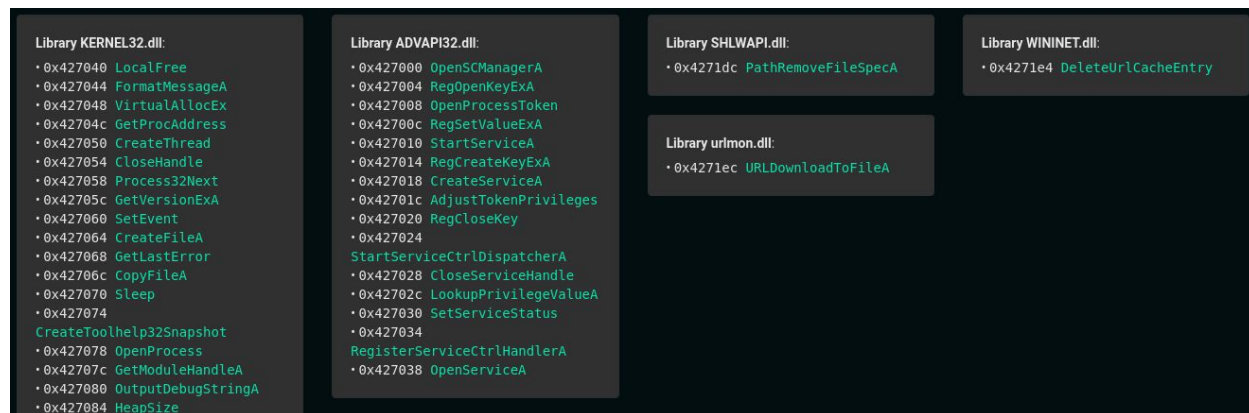 Library KERNEL32.dll:
• 0x427040 LocalFree
• 0x427044 FormatMessageA
• 0x427048 VirtualAllocEx
• 0x42704c GetProcAddress
• 0x427050 CreateThread
• 0x427054 CloseHandle
• 0x427058 Process32Next
• 0x42705c GetVersionExA
• 0x427060 SetEvent
• 0x427064 CreateFileA
• 0x427068 GetLastError
• 0x42706c CopyFileA
• 0x427070 Sleep
• 0x427074
CreateToolhelp32Snapshot
• 0x427078 OpenProcess
• 0x42707c GetModuleHandleA
• 0x427080 OutputDebugStringA
• 0x427084 HeapSize
Library ADVAPI32.dll:
• 0x427000 OpenSCManagerA
• 0x427004 RegOpenKeyExA
• 0x427008 OpenProcessToken
• 0x42700c RegSetValueExA
• 0x427010 StartServiceA
• 0x427014 RegCreateKeyExA
• 0x427018 CreateServiceA
• 0x42701c AdjustTokenPrivileges
• 0x427020 RegCloseKey
• 0x427024
StartServiceCtrlDispatcherA
• 0x427028 CloseServiceHandle
• 0x42702c LookupPrivilegeValueA
• 0x427030 SetServiceStatus
• 0x427034
RegisterServiceCtrlHandlerA
• 0x427038 OpenServiceA
Library SHLWAPI.dll:
• 0x4271dc PathRemoveFileSpecA
Library urlmon.dll:
• 0x4271ec URLDownloadToFileA
Library WININET.dll:
• 0x4271e4 DeleteUrlCacheEntry